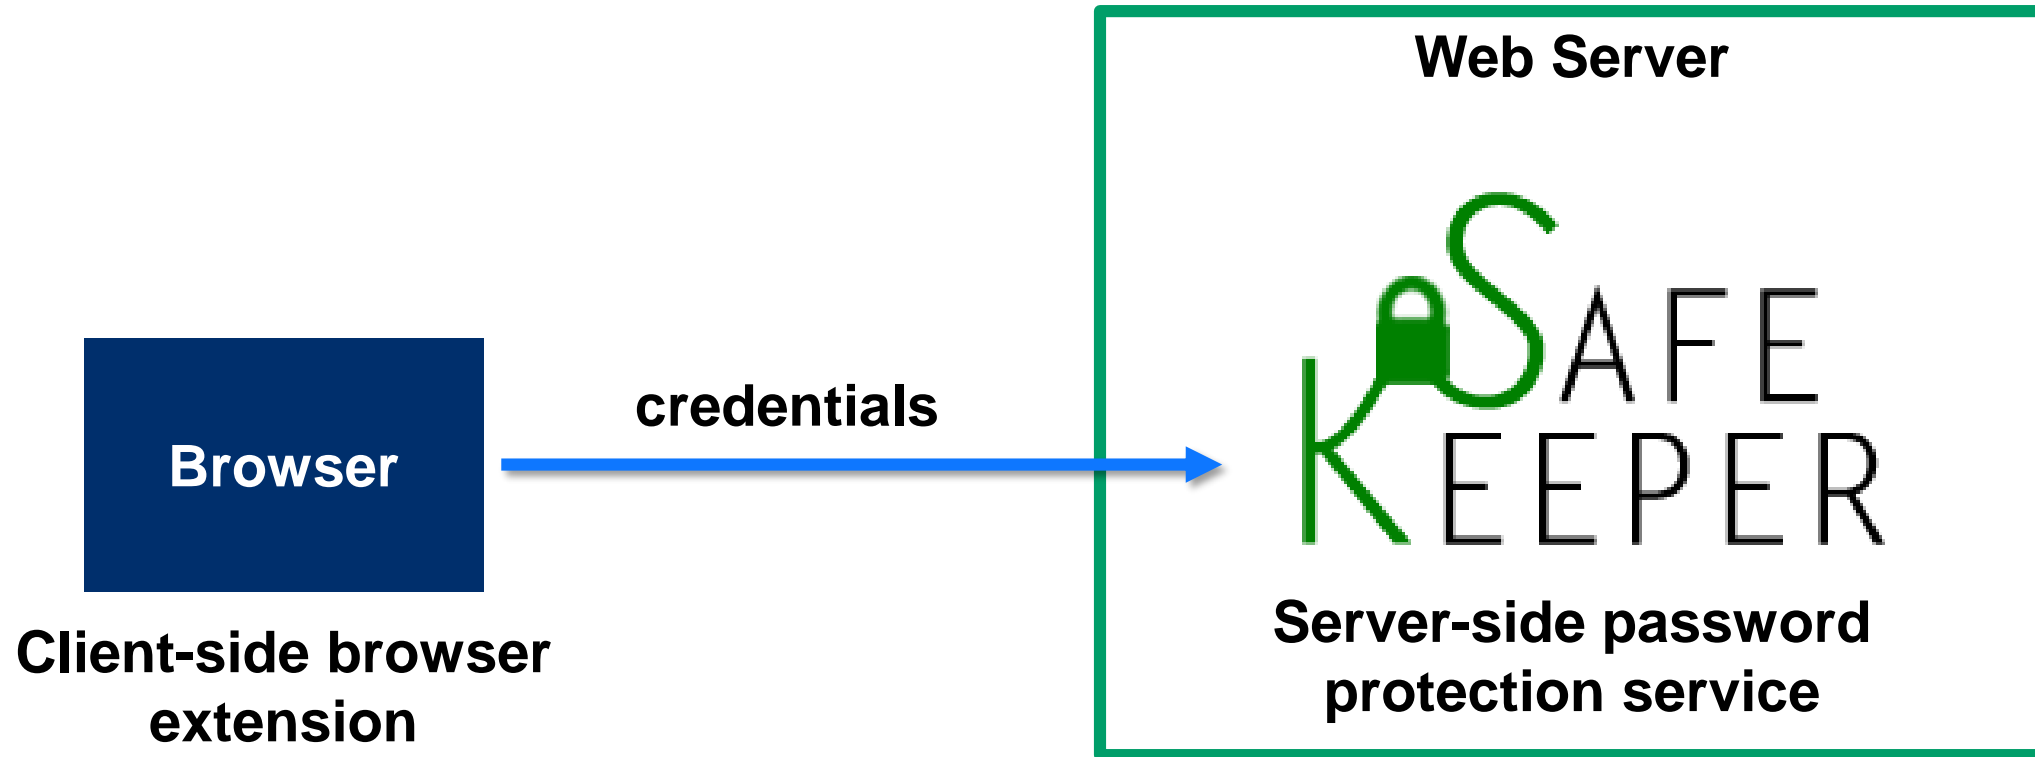 Web Server
SAFE
KEEPER
credentials
Browser
Server-side password
protection service
Client-side browser
extension